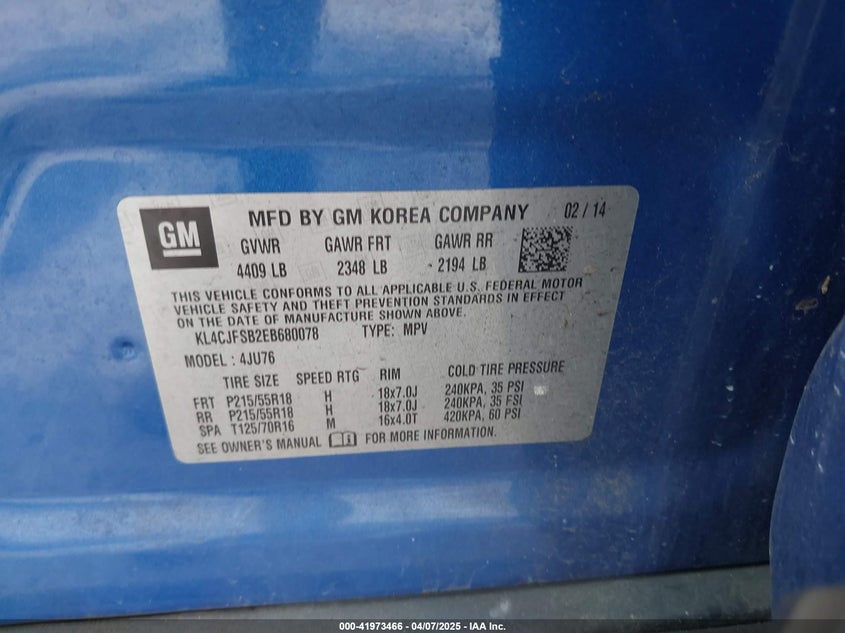 GM
MFD BY GM KOREA COMPANY 02 / 14
GVWR GAWR FRT GAWR RR
4409 LB 2348 LB 2194 LB
THIS VEHICLE CONFORMS TO ALL APPLICABLE U.S. FEDERAL MOTOR
VEHICLE SAFETY AND THEFT PREVENTION STANDARDS IN EFFECT
ON THE DATE OF MANUFACTURE SHOWN ABOVE.
KL4CJFSB2EB680078 TYPE: MPV
MODEL : 4JU76
TIRE SIZE SPEED RTG RIM COLD TIRE PRESSURE
FRT P215/55R18 H 18x7.0J 240KPA, 35 PSI
RR P215/55R18 H 18x7.0J 240KPA, 35 PSI
SPA T125/70R16 M 16x4.0T 420KPA, 60 PSI
SEE OWNER'S MANUAL FOR MORE INFORMATION.
000-41973466 - 04/07/2025 - IAA Inc.